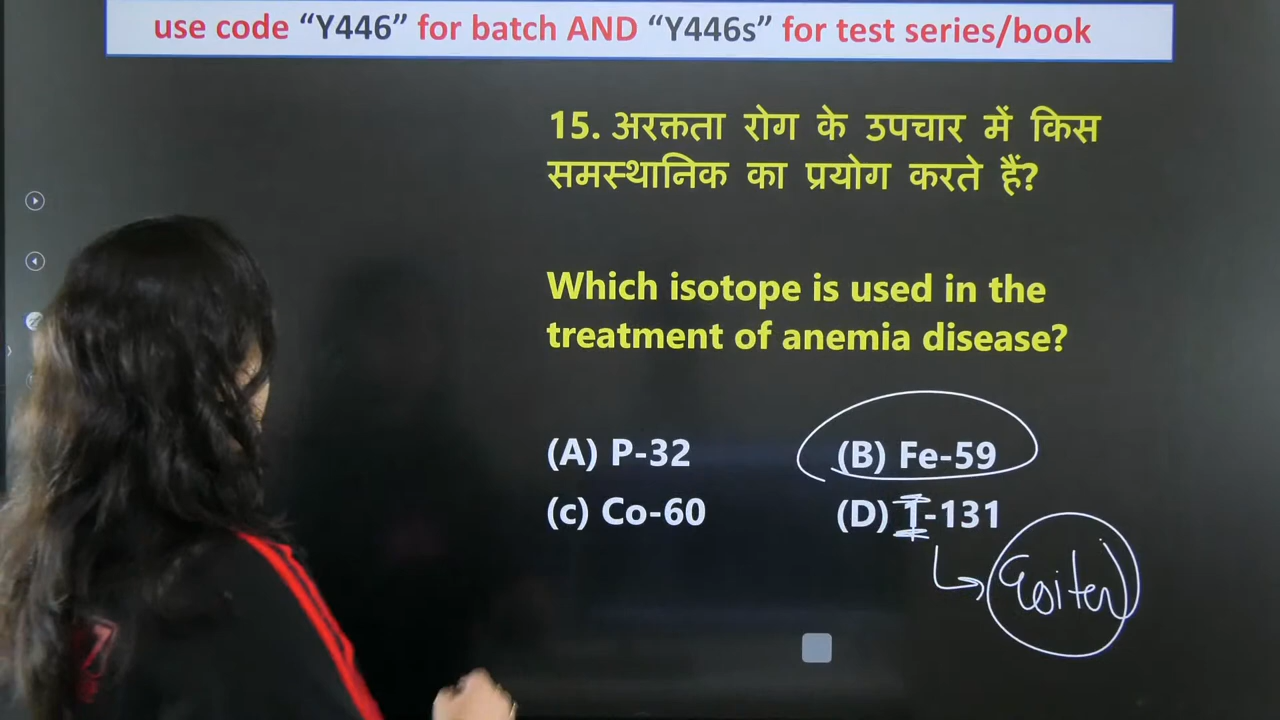 use code “Y446” for batch AND “Y446s” for test series/book
15. अरक्तता रोग के उपचार में किस
समस्थानिक का प्रयोग करते हैं?
Which isotope is used in the
treatment of anemia disease?
(A) P-32
(B) Fe-59
(c) Co-60
(D) I-131